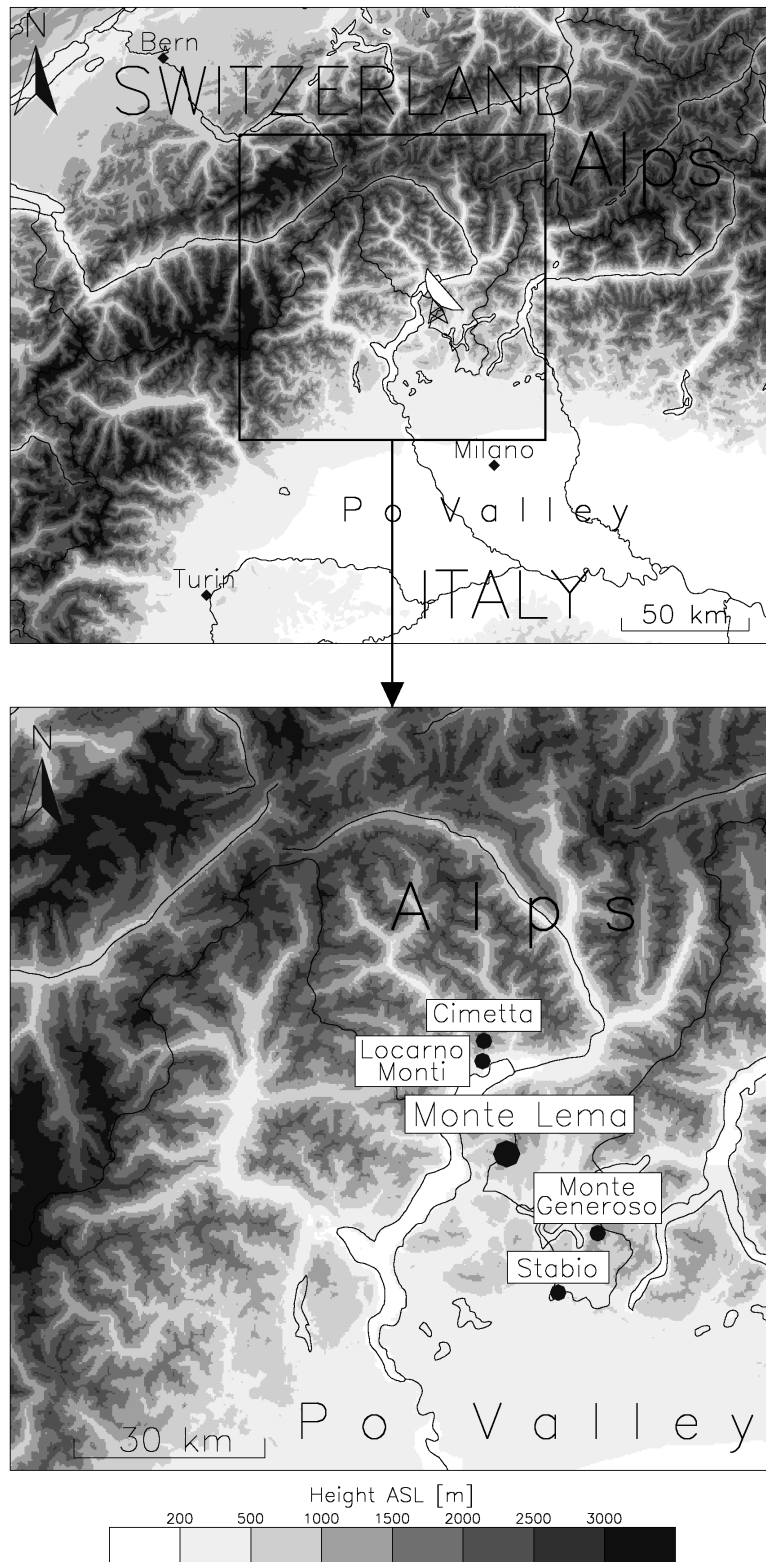 N
Bern
SWITZERLAND
Alps
Milano
Po Valley
Turin
ITALY
50 km
N
Alps
Cimetta
Locarno
Monti
Monte Lema
Monte
Generoso
Stabio
Po Valley
30 km
Height ASL [m]
200 500 1000 1500 2000 2500 3000